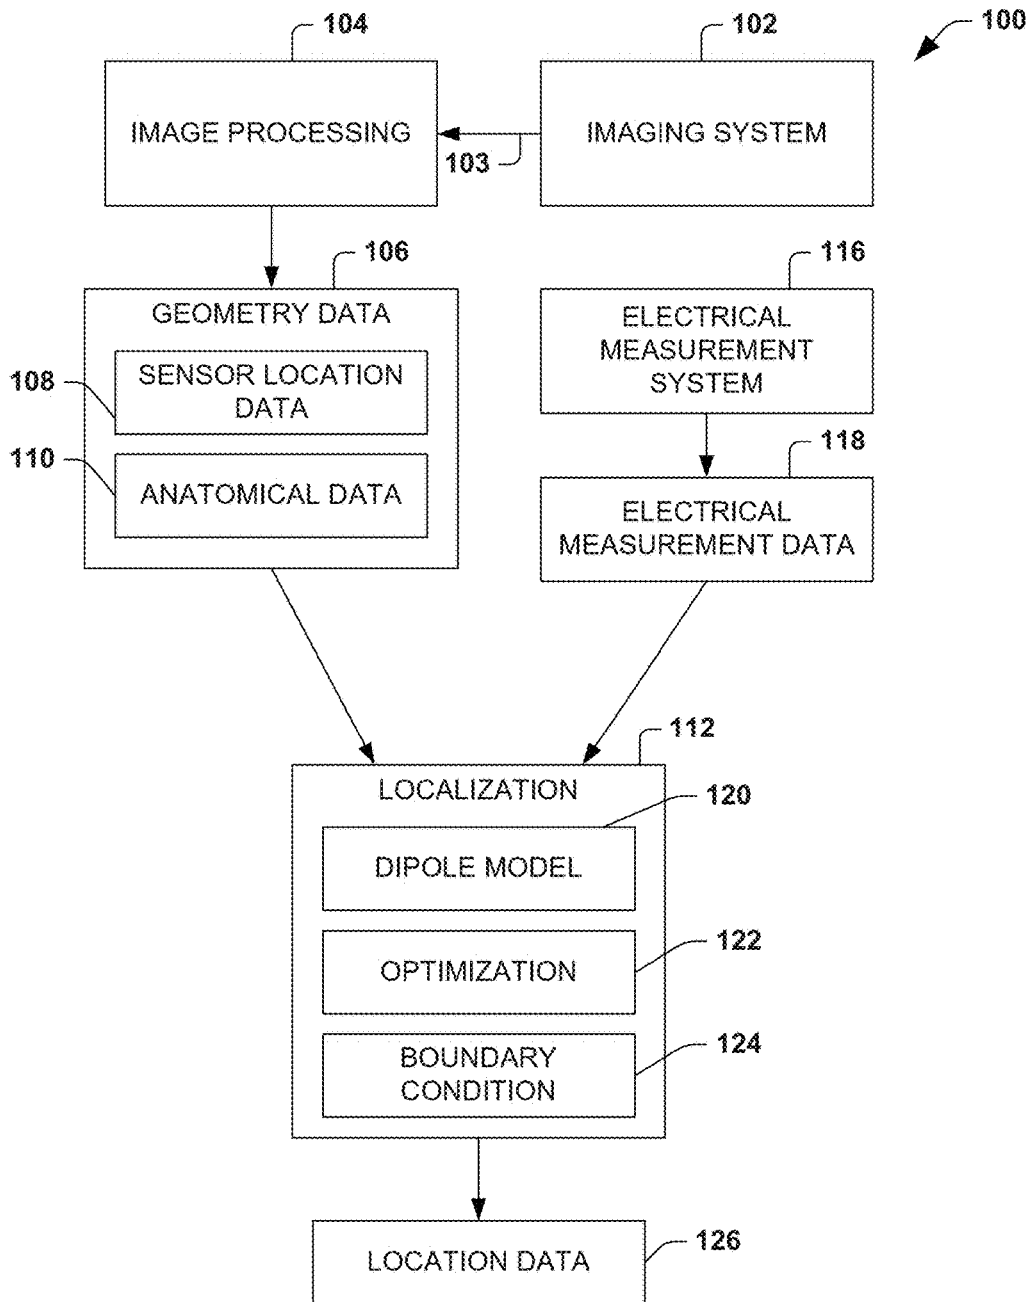 104
102
100
IMAGE PROCESSING
IMAGING SYSTEM
103
106
116
GEOMETRY DATA
ELECTRICAL
MEASUREMENT
SYSTEM
108
SENSOR LOCATION
DATA
118
110
ANATOMICAL DATA
ELECTRICAL
MEASUREMENT DATA
112
LOCALIZATION
120
DIPOLE MODEL
122
OPTIMIZATION
124
BOUNDARY
CONDITION
126
LOCATION DATA